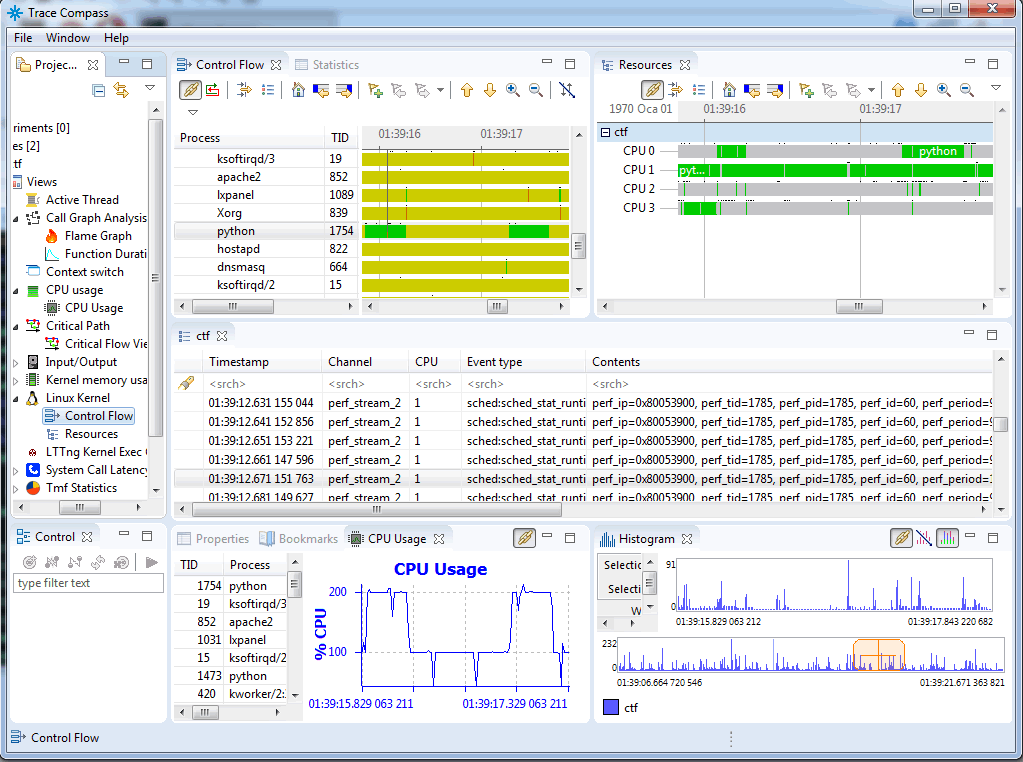 Trace Compass
File Window Help
Projec...
riments [0]
es [2]
tf
Views
Active Thread
Call Graph Analysis
Flame Graph
Function Durati
Context switch
CPU usage
CPU Usage
Critical Path
Critical Flow Vie
Input/Output
Kernel memory usa
Linux Kernel
Control Flow
Resources
LTTng Kernel Exec
System Call Latency
Tmf Statistics
Control Flow Statistics
Process TID 01:39:16 01:39:17
ksoftirqd/3 19
apache2 852
lxpanel 1089
Xorg 839
python 1754
hostapd 822
dnsmasq 664
ksoftirqd/2 15
Resources
1970 Oca 01 01:39:16 01:39:17
ctf
CPU 0 python
CPU 1 pyt...
CPU 2
CPU 3
ctf
Timestamp Channel CPU Event type Contents
<srch> <srch> <srch> <srch> <srch>
01:39:12.631 155 044 perf_stream_2 1 sched:sched_stat_runti perf_ip=0x80053900, perf_tid=1785, perf_pid=1785, perf_id=60, perf_period=9
01:39:12.641 152 856 perf_stream_2 1 sched:sched_stat_runti perf_ip=0x80053900, perf_tid=1785, perf_pid=1785, perf_id=60, perf_period=9
01:39:12.651 153 221 perf_stream_2 1 sched:sched_stat_runti perf_ip=0x80053900, perf_tid=1785, perf_pid=1785, perf_id=60, perf_period=9
01:39:12.661 147 596 perf_stream_2 1 sched:sched_stat_runti perf_ip=0x80053900, perf_tid=1785, perf_pid=1785, perf_id=60, perf_period=9
01:39:12.671 151 763 perf_stream_2 1 sched:sched_stat_runti perf_ip=0x80053900, perf_tid=1785, perf_pid=1785, perf_id=60, perf_period=1
01:39:12.681 149 627 perf_stream_2 1 sched:sched_stat_runti perf_ip=0x80053900, perf_tid=1785, perf_pid=1785, perf_id=60, perf_period=9
Control
type filter text
Properties Bookmarks CPU Usage
TID Process
1754 python
19 ksoftirqd/3
852 apache2
1031 lxpanel
15 ksoftirqd/2
1473 python
420 kworker/2:
CPU Usage
% CPU
200
100
01:39:15.829 063 211 01:39:17.329 063 211
Histogram
Selectic
Selecti
W
91
0
01:39:15.829 063 212 01:39:17.843 220 682
232
0
01:39:06.664 720 546 01:39:21.671 363 821
ctf
Control Flow